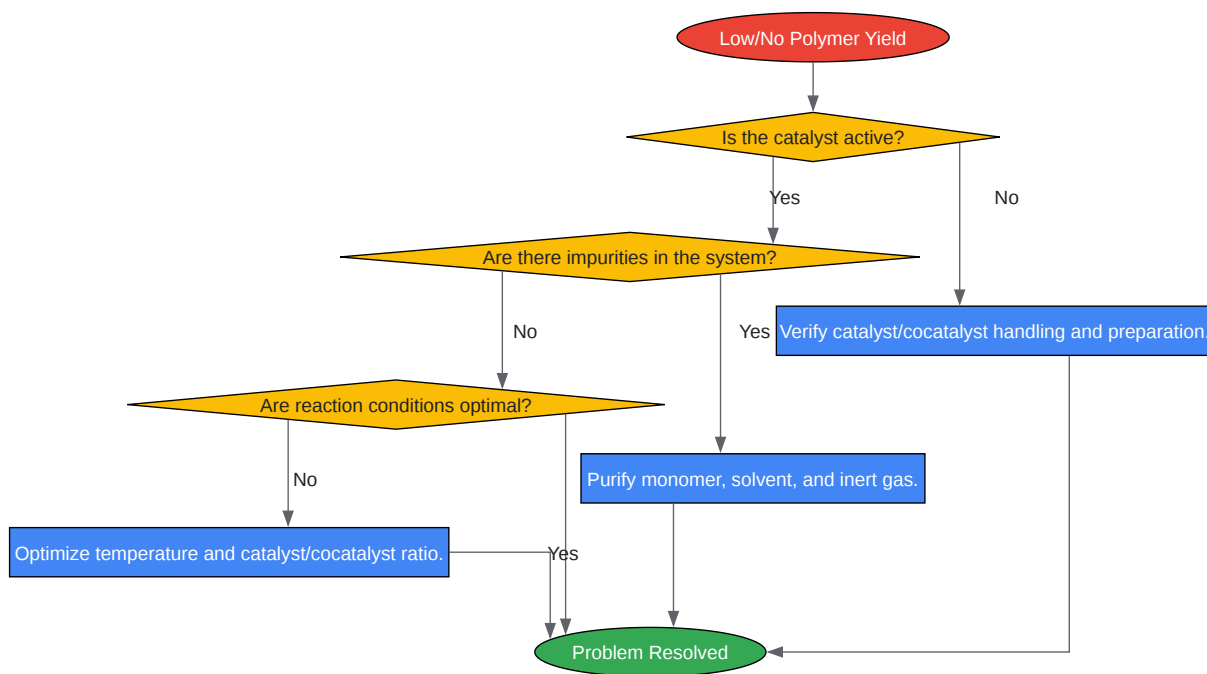 Low/No Polymer Yield
Is the catalyst active?
Yes
No
Are there impurities in the system?
No
Yes
Verify catalyst/cocatalyst handling and preparation.
Are reaction conditions optimal?
No
Purify monomer, solvent, and inert gas.
Optimize temperature and catalyst/cocatalyst ratio.
Yes
Problem Resolved